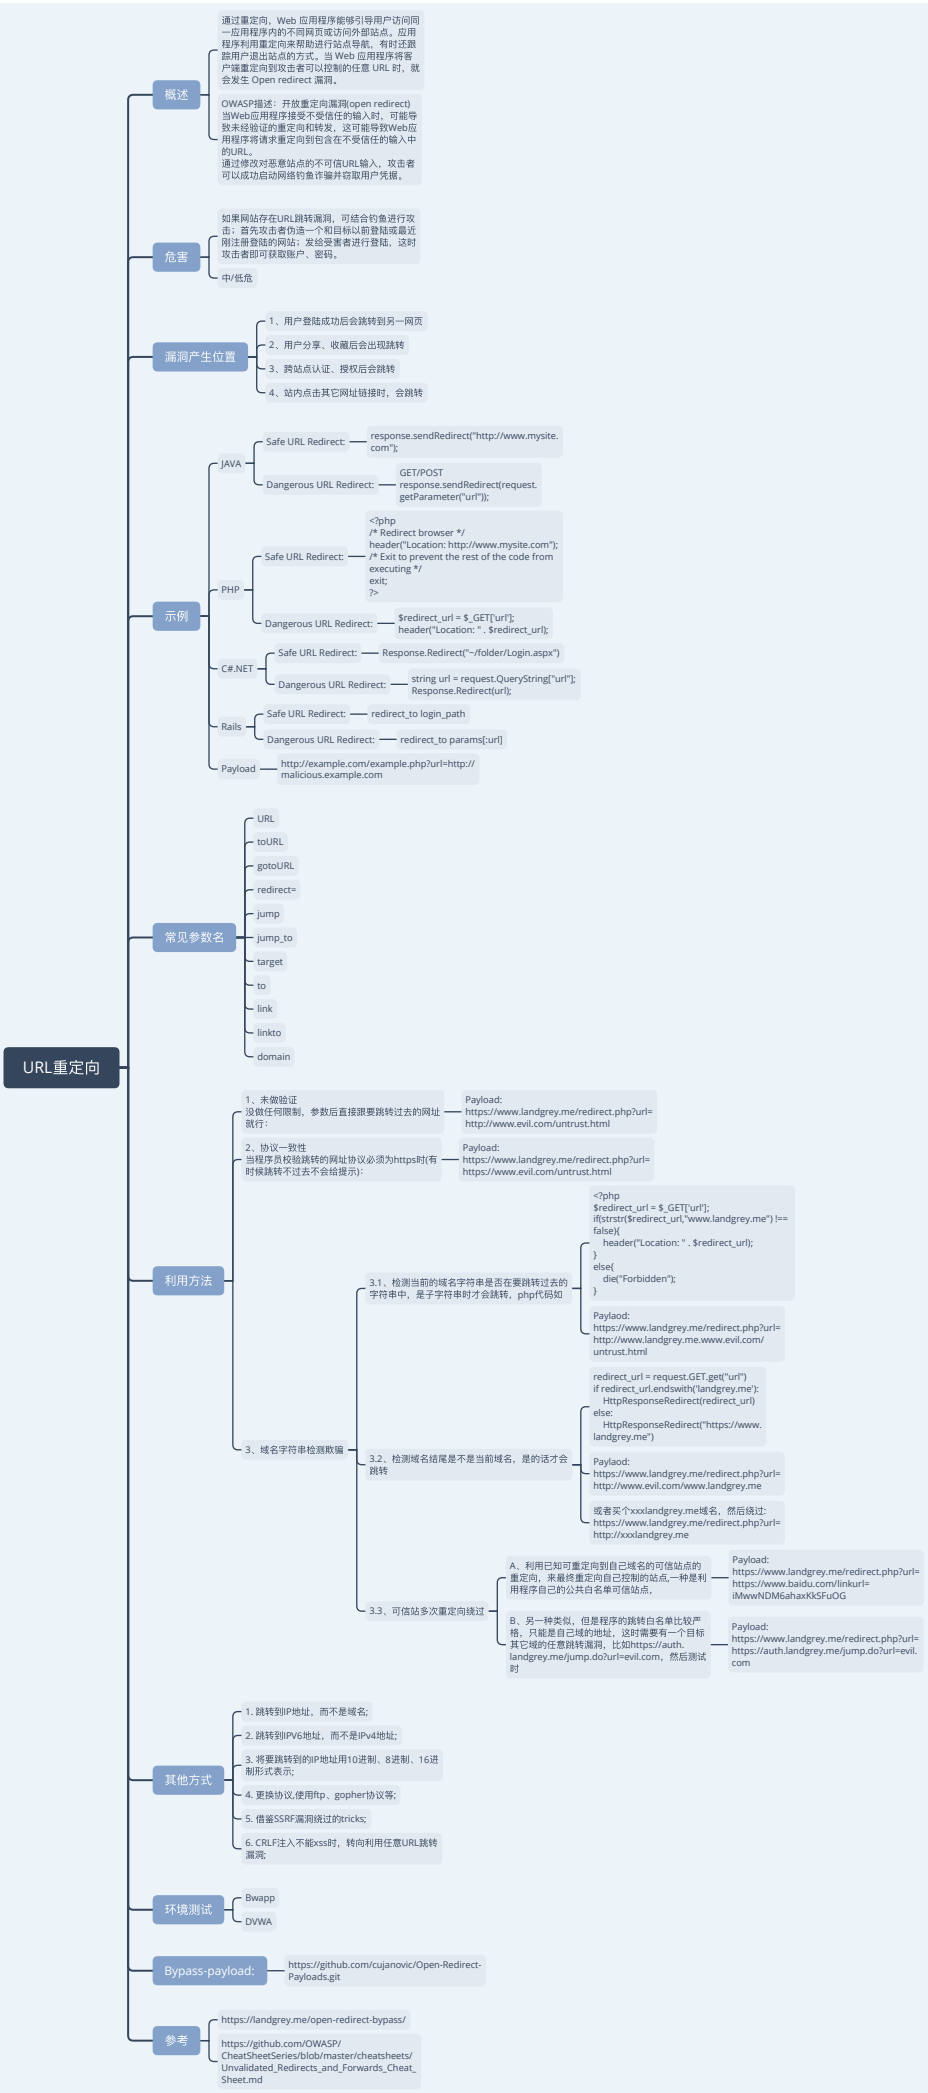 URL重定向
概述
通过重定向，Web 应用程序能够引导用户访问同
一应用程序内的不同网页或访问外部站点。应用
程序利用重定向来帮助进行站点导航，有时还跟
踪用户退出站点的方式。当 Web 应用程序将客
户端重定向到攻击者可以控制的任意 URL 时，就
会发生 Open redirect 漏洞。
OWASP描述：开放重定向漏洞(open redirect)
当Web应用程序接受不受信任的输入时，可能导
致未经验证的重定向和转发，这可能导致Web应
用程序将请求重定向到包含在不受信任的输入中
的URL。
通过修改对恶意站点的不可信URL输入，攻击者
可以成功启动网络钓鱼诈骗并窃取用户凭据。
危害
如果网站存在URL跳转漏洞，可结合钓鱼进行攻
击；首先攻击者伪造一个和目标以前登陆或最近
刚注册登陆的网站；发给受害者进行登陆，这时
攻击者即可获取账户、密码。
中/低危
漏洞产生位置
1、用户登陆成功后会跳转到另一网页
2、用户分享、收藏后会出现跳转
3、跨站点认证、授权后会跳转
4、站内点击其它网址链接时，会跳转
示例
JAVA
Safe URL Redirect:
response.sendRedirect("http://www.mysite.
com");
Dangerous URL Redirect:
GET/POST
response.sendRedirect(request.
getParameter("url"));
PHP
Safe URL Redirect:
<?php
/* Redirect browser */
header("Location: http://www.mysite.com");
/* Exit to prevent the rest of the code from
executing */
exit;
?>
Dangerous URL Redirect:
$redirect_url = $_GET['url'];
header("Location: " . $redirect_url);
C#.NET
Safe URL Redirect:
Response.Redirect("~/folder/Login.aspx")
Dangerous URL Redirect:
string url = request.QueryString["url"];
Response.Redirect(url);
Rails
Safe URL Redirect:
redirect_to login_path
Dangerous URL Redirect:
redirect_to params[:url]
Payload
http://example.com/example.php?url=http://
malicious.example.com
常见参数名
URL
toURL
gotoURL
redirect=
jump
jump_to
target
to
link
linkto
domain
利用方法
1、未做验证
没做任何限制，参数后直接跟要跳转过去的网址
就行：
Payload:
https://www.landgrey.me/redirect.php?url=
http://www.evil.com/untrust.html
2、协议一致性
当程序员校验跳转的网址协议必须为https时(有
时候跳转不过去不会给提示)：
Payload:
https://www.landgrey.me/redirect.php?url=
https://www.evil.com/untrust.html
3、域名字符串检测欺骗
3.1、检测当前的域名字符串是否在要跳转过去的
字符串中，是子字符串时才会跳转，php代码如
<?php
$redirect_url = $_GET['url'];
if(strstr($redirect_url,"www.landgrey.me") !==
false){
header("Location: " . $redirect_url);
}
else{
die("Forbidden");
}
Paylaod:
https://www.landgrey.me/redirect.php?url=
http://www.landgrey.me.www.evil.com/
untrust.html
3.2、检测域名结尾是不是当前域名，是的话才会
跳转
redirect_url = request.GET.get("url")
if redirect_url.endswith('landgrey.me'):
HttpResponseRedirect(redirect_url)
else:
HttpResponseRedirect("https://www.
landgrey.me")
Paylaod:
https://www.landgrey.me/redirect.php?url=
http://www.evil.com/www.landgrey.me
或者买个xxxlandgrey.me域名，然后绕过:
https://www.landgrey.me/redirect.php?url=
http://xxxlandgrey.me
3.3、可信站多次重定向绕过
A、利用已知可重定向到自己域名的可信站点的
重定向，来最终重定向自己控制的站点,一种是利
用程序自己的公共白名单可信站点，
Payload:
https://www.landgrey.me/redirect.php?url=
https://www.baidu.com/linkurl=
iMwwNDM6ahaxKkSFuOG
B、另一种类似，但是程序的跳转白名单比较严
格，只能是自己域的地址，这时需要有一个目标
其它域的任意跳转漏洞，比如https://auth.
landgrey.me/jump.do?url=evil.com，然后测试
时
Payload:
https://www.landgrey.me/redirect.php?url=
https://auth.landgrey.me/jump.do?url=evil.
com
其他方式
1. 跳转到IP地址，而不是域名;
2. 跳转到IPV6地址，而不是IPv4地址;
3. 将要跳转到的IP地址用10进制、8进制、16进
制形式表示;
4. 更换协议,使用ftp、gopher协议等;
5. 借鉴SSRF漏洞绕过的tricks;
6. CRLF注入不能xss时，转向利用任意URL跳转
漏洞;
环境测试
Bwapp
DVWA
Bypass-payload:
https://github.com/cujanovic/Open-Redirect-
Payloads.git
参考
https://landgrey.me/open-redirect-bypass/
https://github.com/OWASP/
CheatSheetSeries/blob/master/cheatsheets/
Unvalidated_Redirects_and_Forwards_Cheat_
Sheet.md